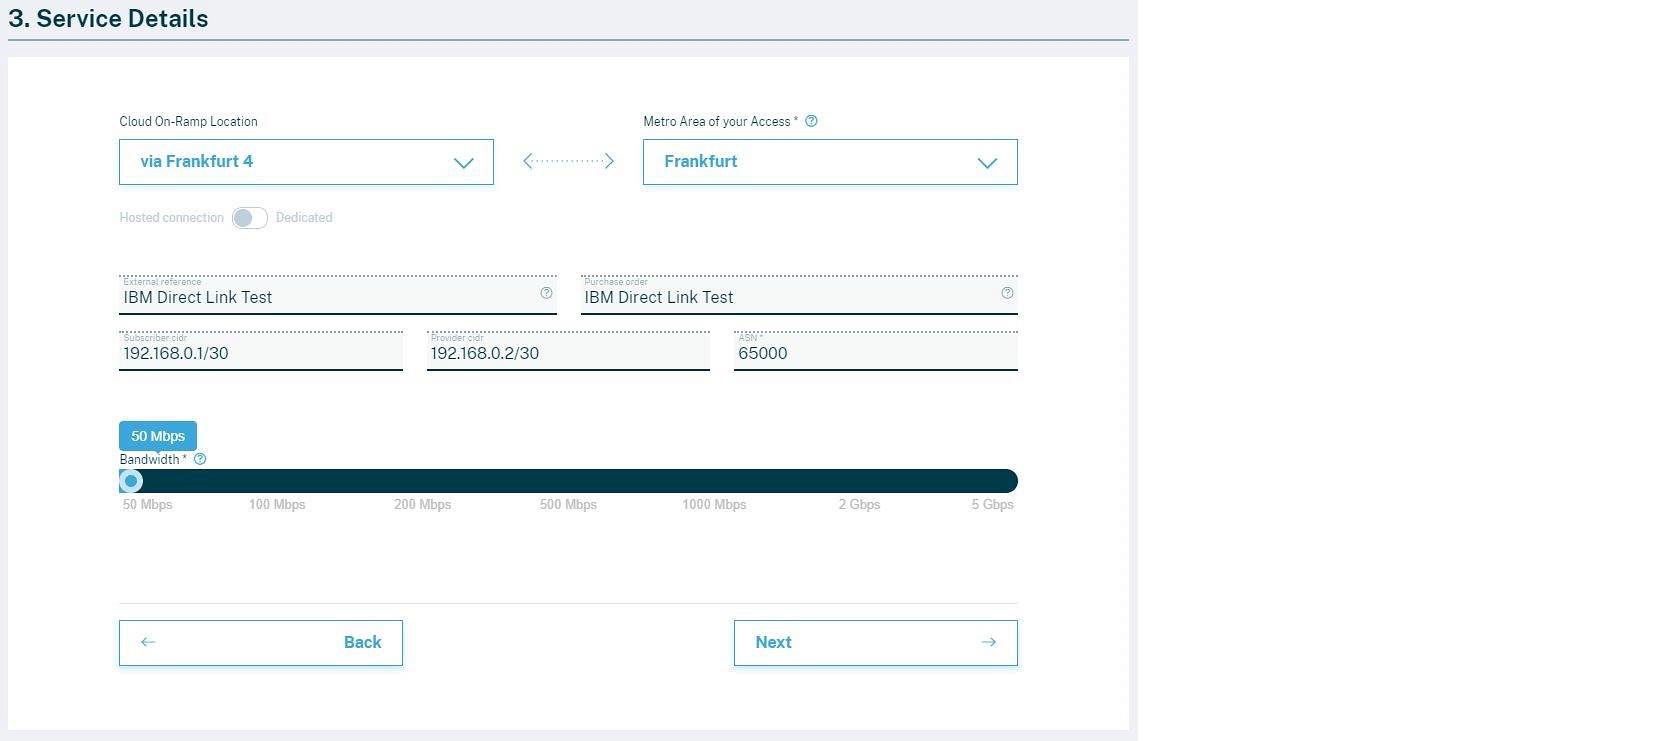 3. Service Details
Cloud On-Ramp Location
Metro Area of your Access *
via Frankfurt 4
Frankfurt
Hosted connection
Dedicated
External reference
IBM Direct Link Test
Purchase order
IBM Direct Link Test
Subscriber cidr
192.168.0.1/30
Provider cidr
192.168.0.2/30
ASN *
65000
50 Mbps
Bandwidth *
50 Mbps
100 Mbps
200 Mbps
500 Mbps
1000 Mbps
2 Gbps
5 Gbps
Back
Next